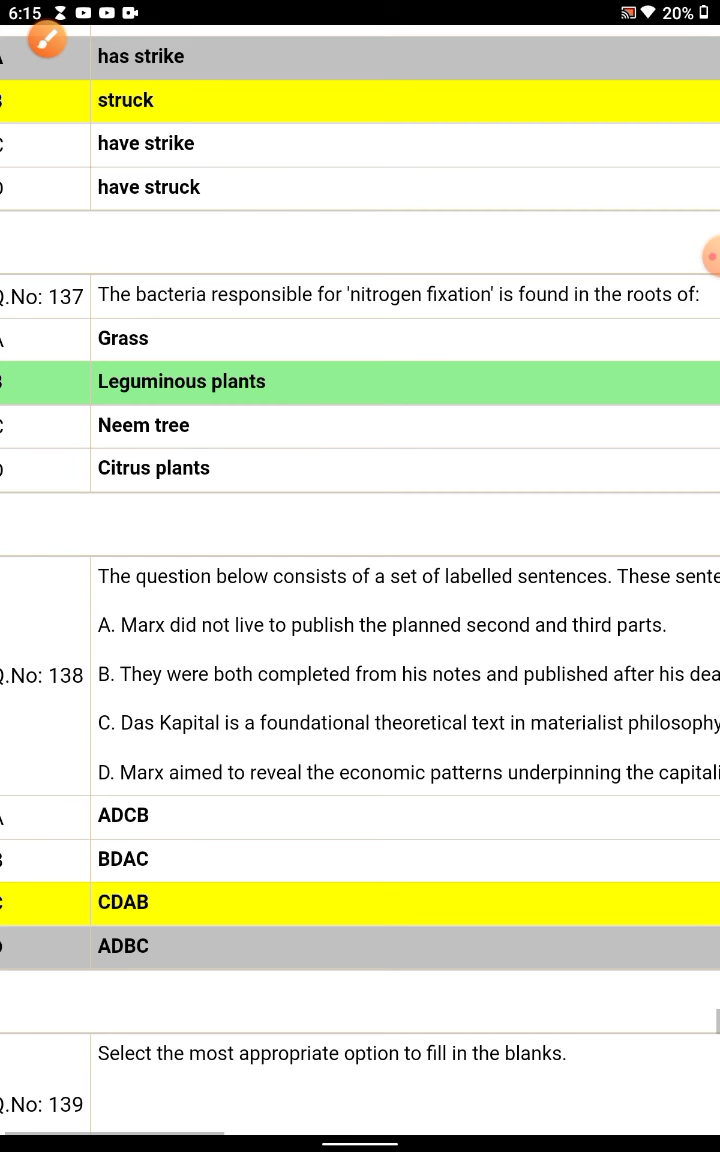 6:15 20%
has strike
struck
C have strike
have struck
Q.No: 137 The bacteria responsible for 'nitrogen fixation' is found in the roots of:
Grass
Leguminous plants
C Neem tree
Citrus plants
The question below consists of a set of labelled sentences. These
A. Marx did not live to publish the planned second and third parts.
Q.No: 138 B. They were both completed from his notes and published after his
C. Das Kapital is a foundational theoretical text in materialist philosophy
D. Marx aimed to reveal the economic patterns underpinning the
ADCB
BDAC
CDAB
ADBC
Select the most appropriate option to fill in the blanks.
Q.No: 139